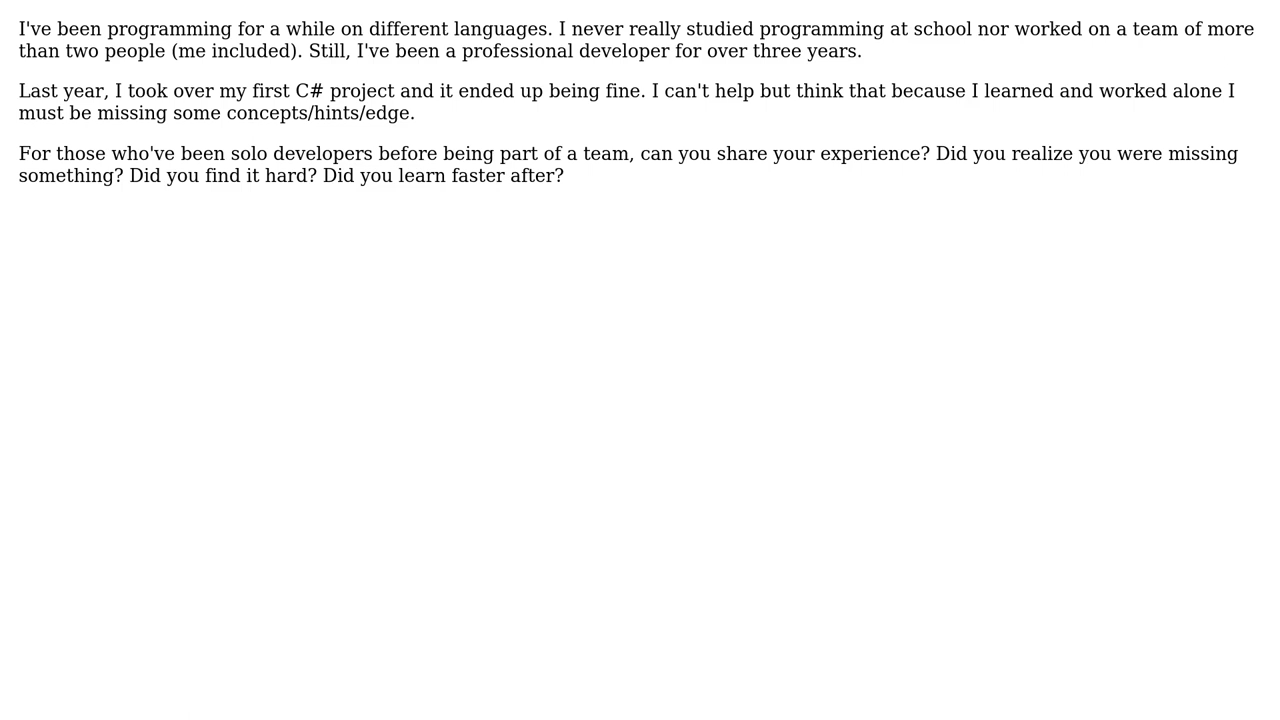 I've been programming for a while on different languages. I never really studied programming at school nor worked on a team of more
than two people (me included). Still, I've been a professional developer for over three years.
Last year, I took over my first C# project and it ended up being fine. I can't help but think that because I learned and worked alone I
must be missing some concepts/hints/edge.
For those who've been solo developers before being part of a team, can you share your experience? Did you realize you were missing
something? Did you find it hard? Did you learn faster after?